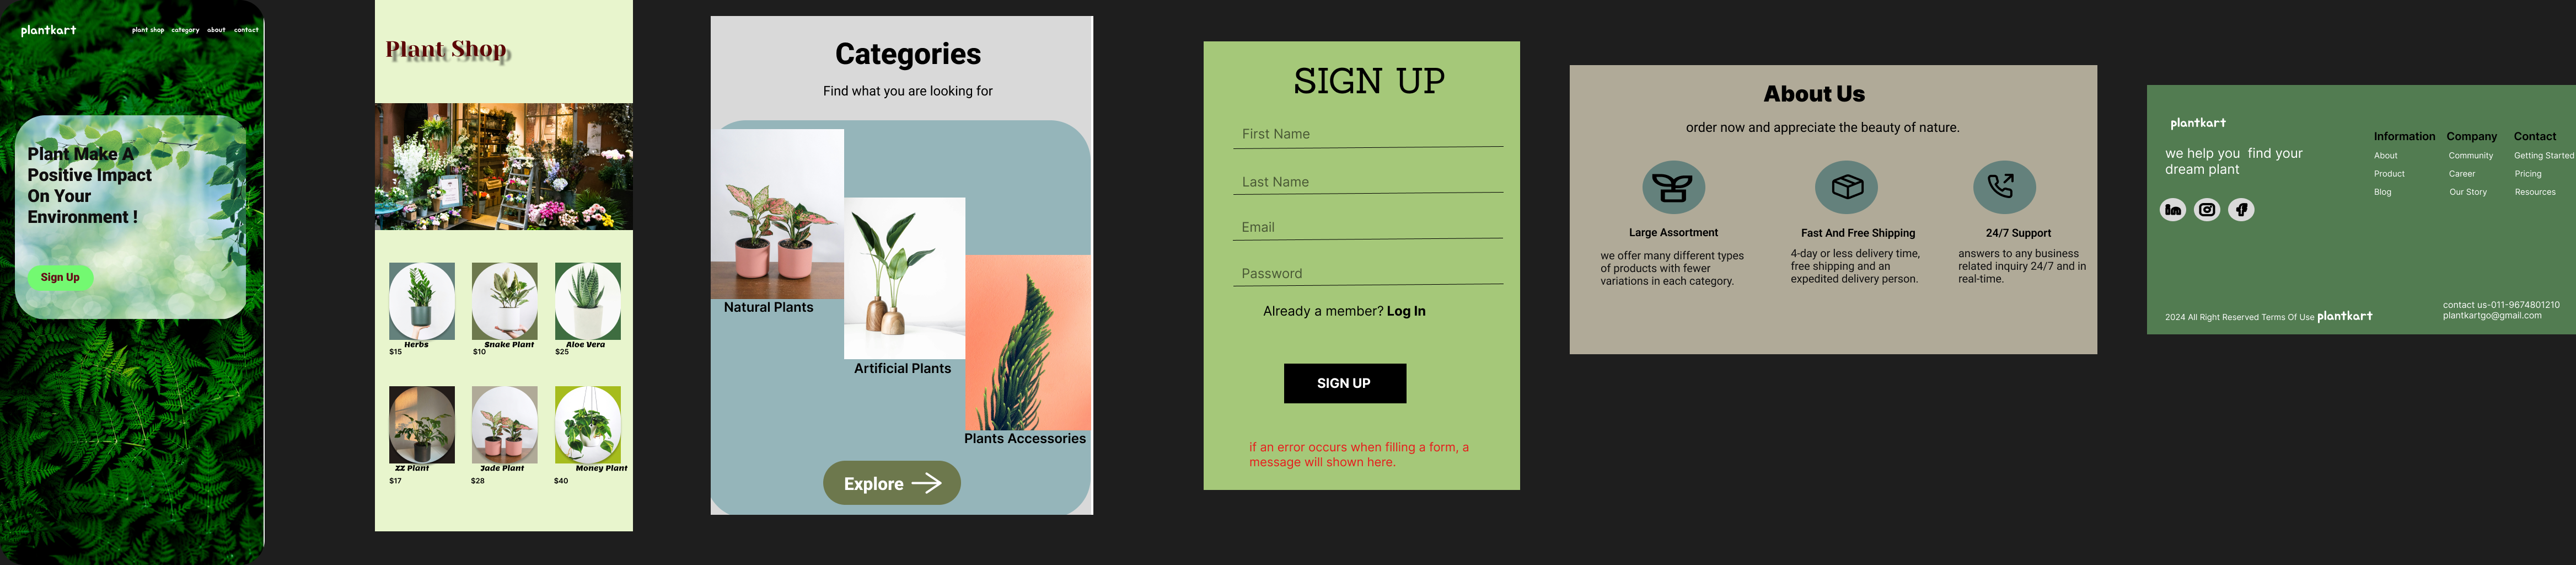 plantkart
plant shop category about contact
Plant Make A
Positive Impact
On Your
Environment !
Sign Up
Plant Shop
Herbs
$15
Snake Plant
$10
Aloe Vera
$25
ZZ Plant
$17
Jade Plant
$28
Money Plant
$40
Categories
Find what you are looking for
Natural Plants
Artificial Plants
Plants Accessories
Explore
SIGN UP
First Name
Last Name
Email
Password
Already a member? Log In
SIGN UP
if an error occurs when filling a form, a
message will shown here.
About Us
order now and appreciate the beauty of nature.
Large Assortment
we offer many different types
of products with fewer
variations in each category.
Fast And Free Shipping
4-day or less delivery time,
free shipping and an
expedited delivery person.
24/7 Support
answers to any business
related inquiry 24/7 and in
real-time.
plantkart
we help you find your
dream plant
in
f
Information
About
Product
Blog
Company
Community
Career
Our Story
Contact
Getting Started
Pricing
Resources
2024 All Right Reserved Terms Of Use plantkart
contact us-011-9674801210
plantkartgo@gmail.com